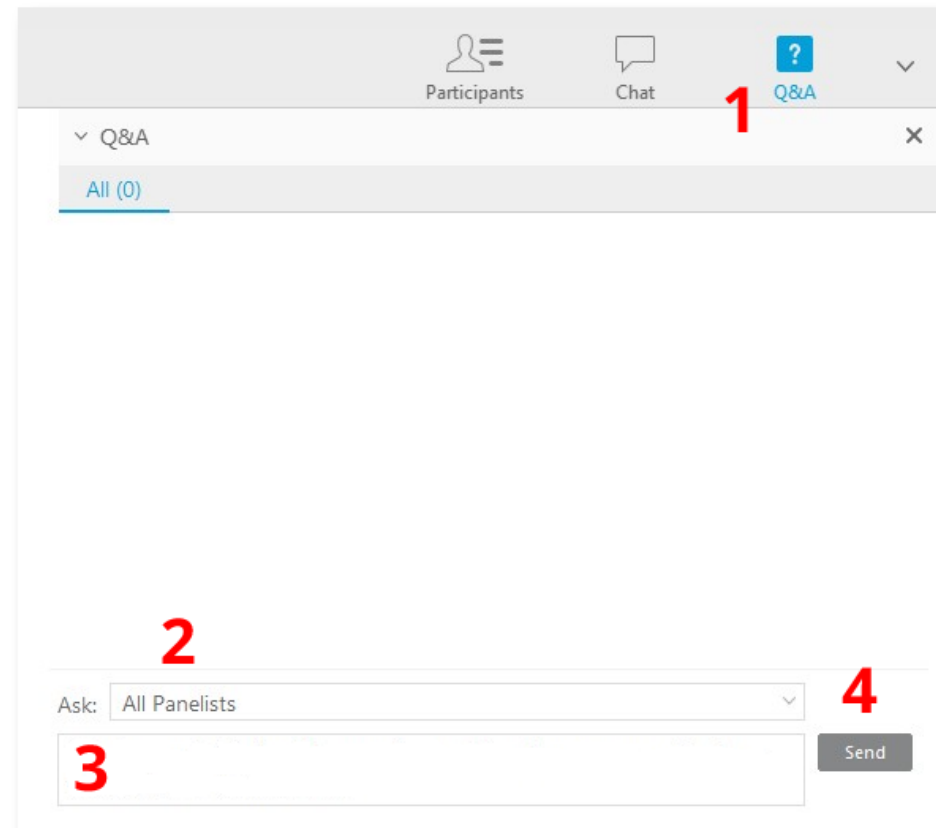 ?
Participants Chat Q&A
1
Q&A
All (0)
2
4
Ask: All Panelists
Send
3